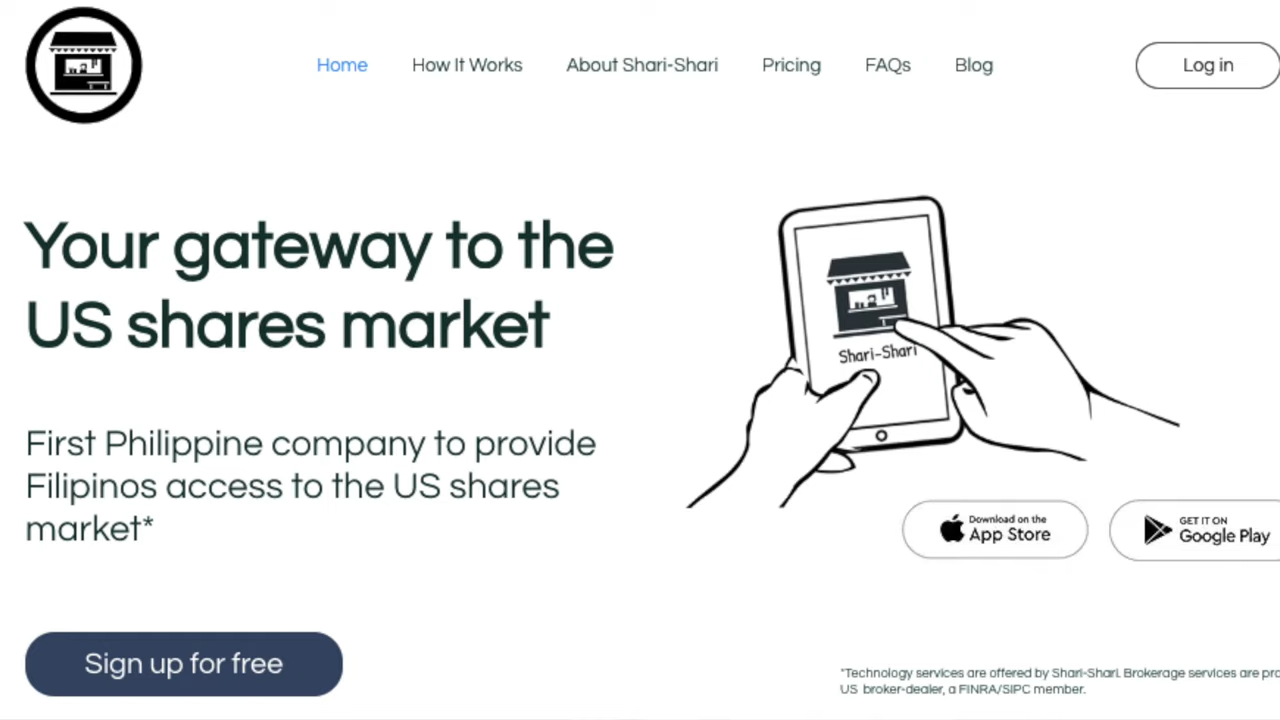 Home How It Works About Shari-Shari Pricing FAQs Blog Log in
Your gateway to the
US shares market
First Philippine company to provide
Filipinos access to the US shares
market*
Shari-Shari
Download on the
App Store
GET IT ON
Google Play
Sign up for free
*Technology services are offered by Shari-Shari. Brokerage services are
US broker-dealer, a FINRA/SIPC member.